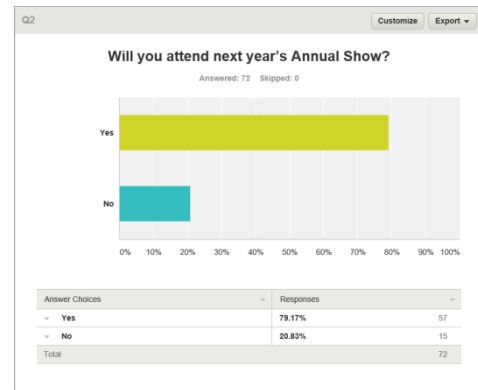 Q2 Customize Export
Will you attend next year's Annual Show?
Answered: 72 Skipped: 0
Yes
No
0% 10% 20% 30% 40% 50% 60% 70% 80% 90% 100%
Answer Choices Responses
Yes 79.17% 57
No 20.83% 15
Total 72